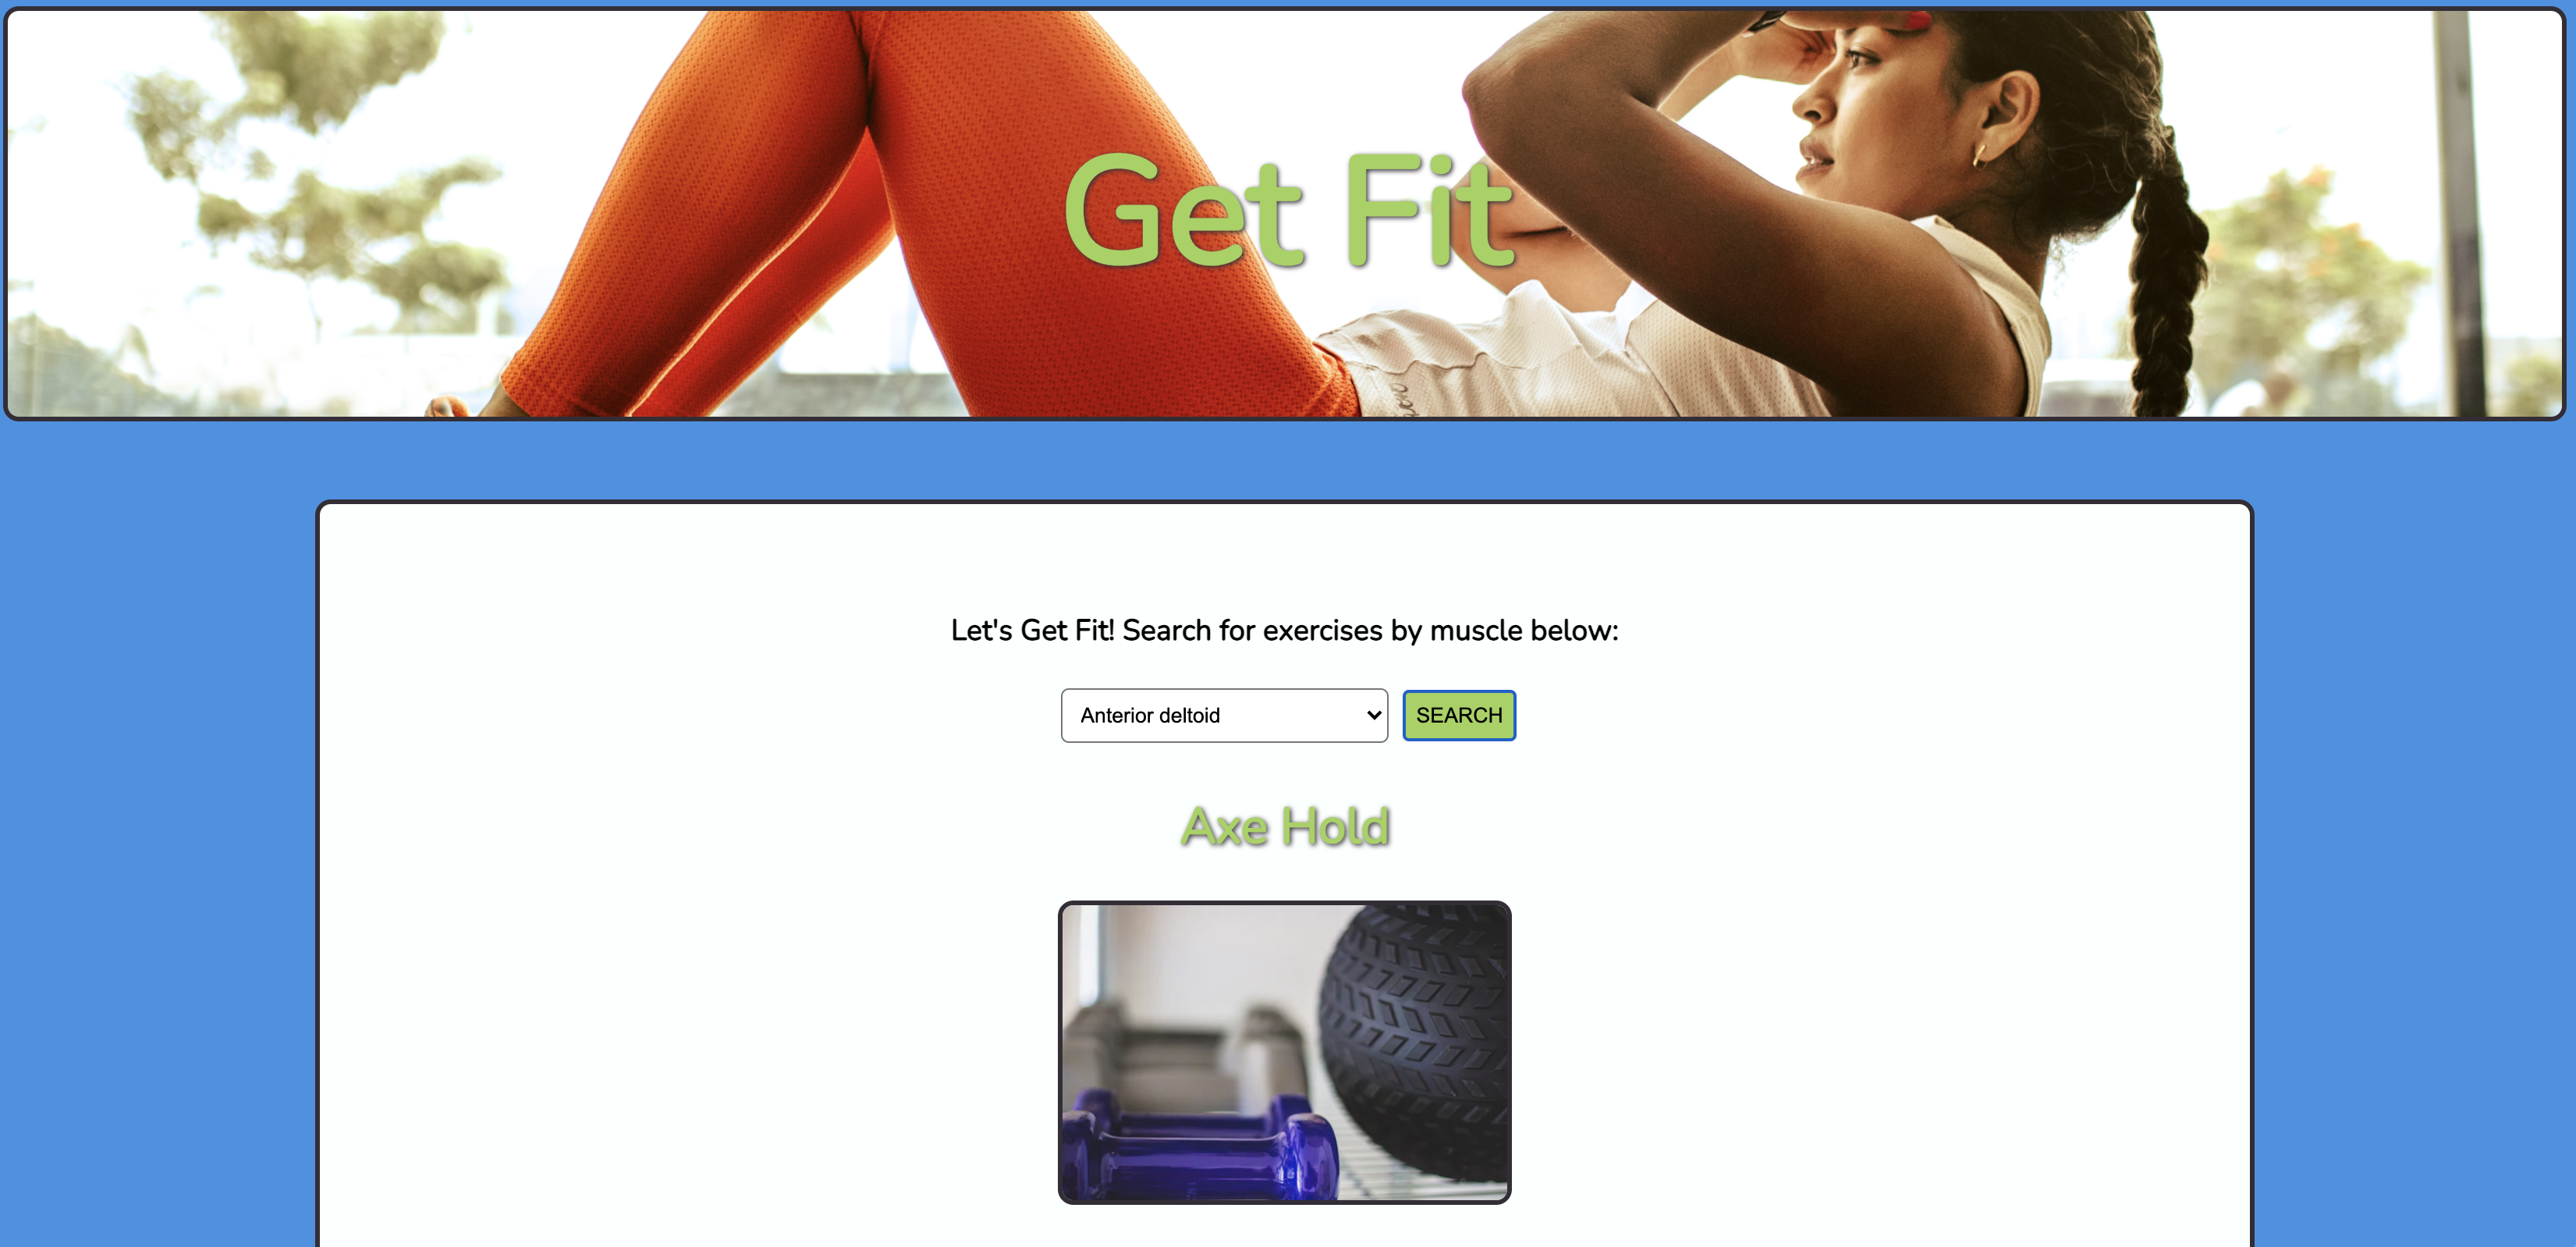 Get Fit
Let's Get Fit! Search for exercises by muscle below:
Anterior deltoid
SEARCH
Axe Hold